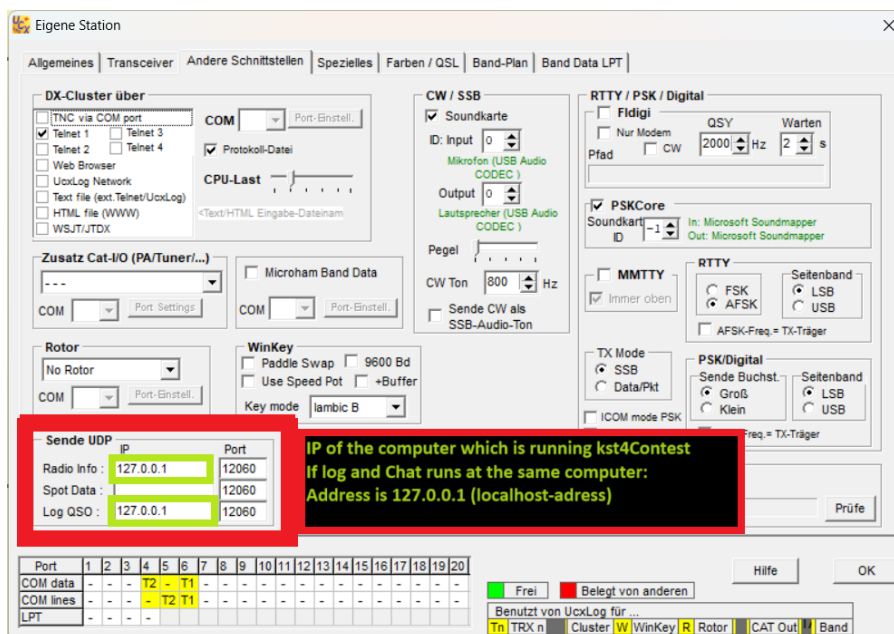 Eigene Station
Allgemeines Transceiver Andere Schnittstellen Spezielles Farben / QSL Band-Plan Band Data LPT
DX-Cluster über
TNC via COM port
Telnet 1 Telnet 3
Telnet 2 Telnet 4
Web Browser
UcxLog Network
Text file (ext.Telnet/UcxLog)
HTML file (WWW)
WSJT/JTDX
COM Port-Einstell.
Protokoll-Datei
CPU-Last
<Text/HTML Eingabe-Dateinam
Zusatz Cat-I/O (PA/Tuner/...)
---
COM Port Settings
Microham Band Data
COM Port-Einstell.
Rotor
No Rotor
COM Port-Einstell.
WinKey
Paddle Swap 9600 Bd
Use Speed Pot +Buffer
Key mode Iambic B
CW / SSB
Soundkarte
ID: Input 0
Mikrofon (USB Audio
CODEC )
Output 0
Lautsprecher (USB Audio
CODEC )
Pegel
CW Ton 800 Hz
Sende CW als
SSB-Audio-Ton
RTTY / PSK / Digital
Fldigi
Nur Modem
CW
QSY Warten
2000 Hz 2 s
Pfad
PSKCore
Soundkart
ID -1
In: Microsoft Soundmapper
Out: Microsoft Soundmapper
MMTTY
Immer oben
RTTY
FSK
AFSK
Seitenband
LSB
USB
AFSK-Freq.= TX-Träger
TX Mode
SSB
Data/Pkt
ICOM mode PSK
PSK/Digital
Sende Buchst.
Groß
Klein
Seitenband
LSB
USB
Freq.= TX-Träger
Sende UDP
IP Port
Radio Info : 127.0.0.1 12060
Spot Data : 12060
Log QSO : 127.0.0.1 12060
IP of the computer which is running kst4Contest
If log and Chat runs at the same computer:
Address is 127.0.0.1 (localhost-adress)
Prüfe
Port 1 2 3 4 5 6 7 8 9 10 11 12 13 14 15 16 17 18 19 20
COM data - - - T2 - T1 - - - - - - - - - - - - - -
COM lines - - - - T2 T1 - - - - - - - - - - - - - -
LPT - - -
Hilfe OK
Frei Belegt von anderen
Benutzt von UcxLog für ...
Tn TRX n Cluster W WinKey R Rotor CAT Out Band